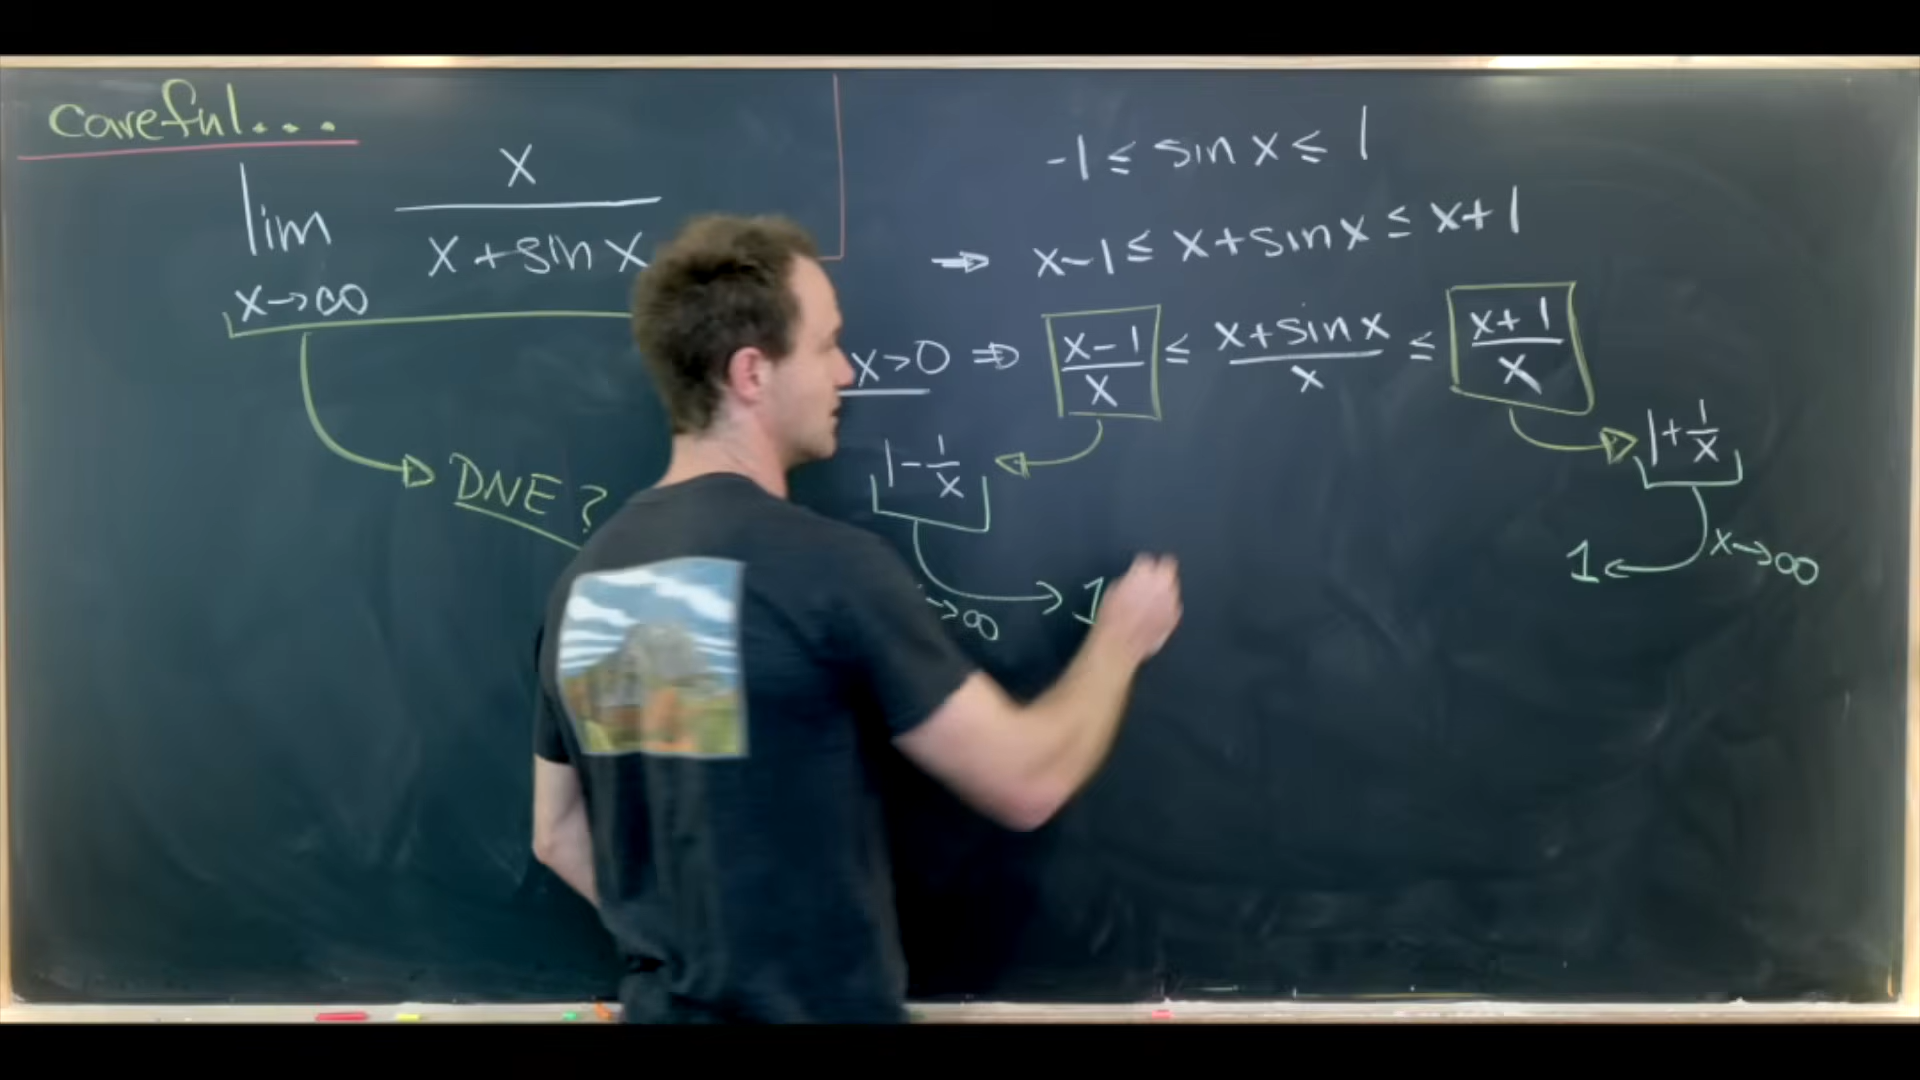 careful...
lim x→∞ x / (x + sin x)
DNE?
-1 ≤ sin x ≤ 1
⇒ x-1 ≤ x+sin x ≤ x+1
x>0 ⇒ (x-1)/x ≤ (x+sin x)/x ≤ (x+1)/x
1 - 1/x
1 + 1/x
→∞ → 1
1 ← x→∞